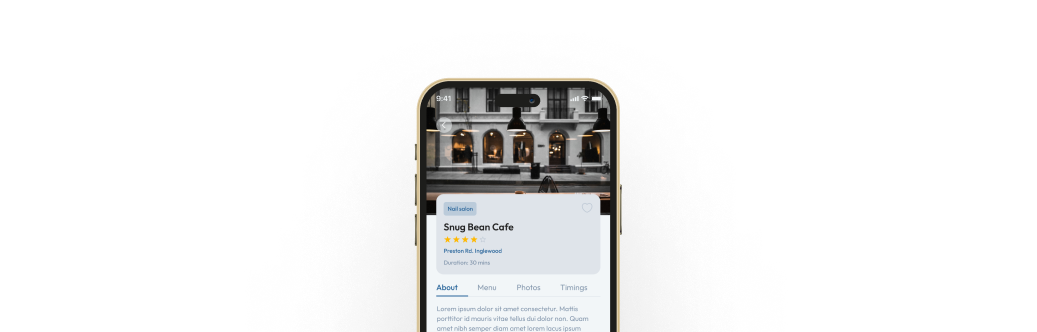 9:41
Nail salon
Snug Bean Cafe
Preston Rd. Inglewood
Duration: 30 mins
About Menu Photos Timings
Lorem ipsum dolor sit amet consectetur. Mattis
porttitor id mauris vitae tellus dui dolor non. Quam
amet nibh semper diam amet lorem lacus ipsum